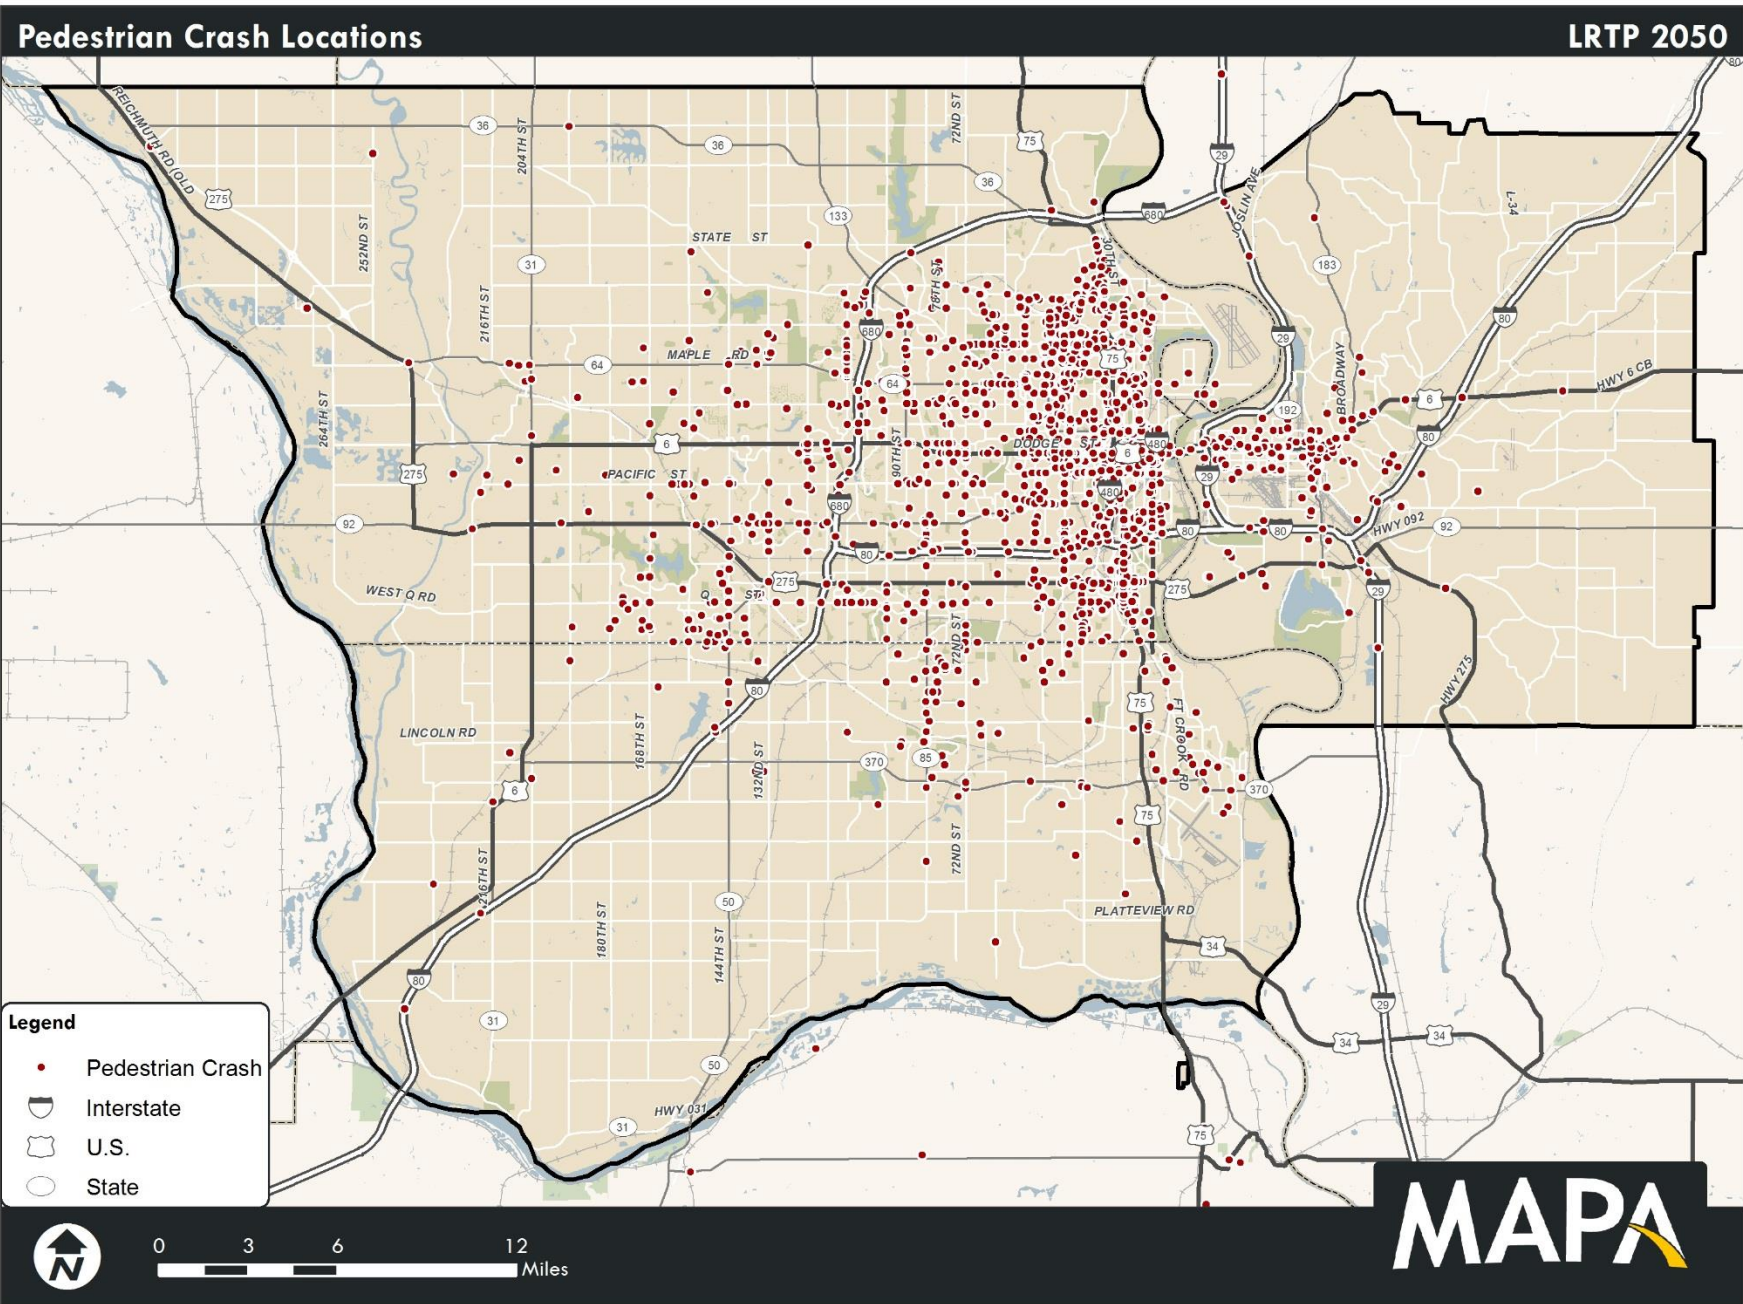 Pedestrian Crash Locations
LRTP 2050
80
REICHMUTH RD/OLD
36
204TH ST
36
72ND ST
75
29
36
JOSLIN AVE
L-34
275
133
680
252ND ST
STATE ST
30TH ST
31
183
78TH ST
216TH ST
680
80
29
MAPLE RD
75
BROADWAY
64
64
HWY 6 CB
6
192
264TH ST
6
DODGE ST
480
6
80
90TH ST
275
PACIFIC ST
29
480
680
92
HWY 092
92
80
80
80
275
275
29
WEST Q RD
Q ST
72ND ST
80
75
HWY 275
FT CROOK RD
LINCOLN RD
168TH ST
132ND ST
370
85
6
370
75
216TH ST
50
PLATTEVIEW RD
180TH ST
144TH ST
72ND ST
34
80
29
31
34
34
50
HWY 031
31
75
Legend
Pedestrian Crash
Interstate
U.S.
State
N
0 3 6 12
Miles
MAPA